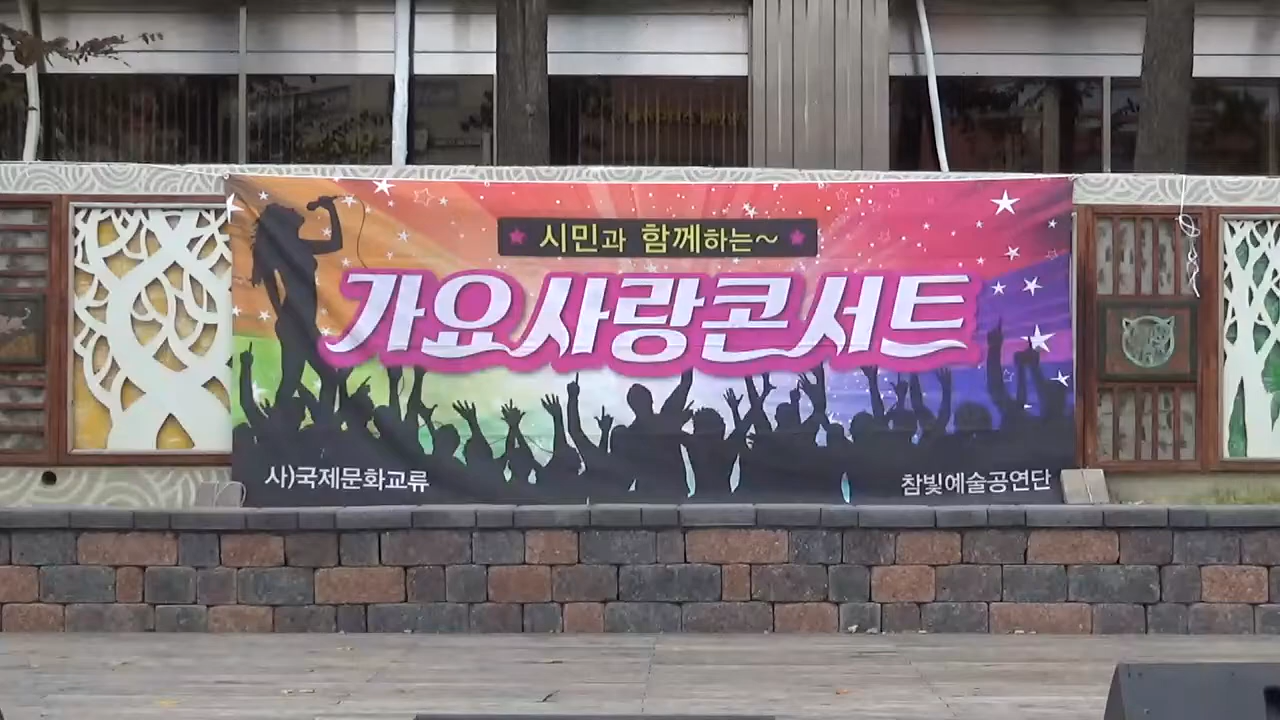 시민과 함께하는~
가요사랑콘서트
사)국제문화교류
참빛예술공연단